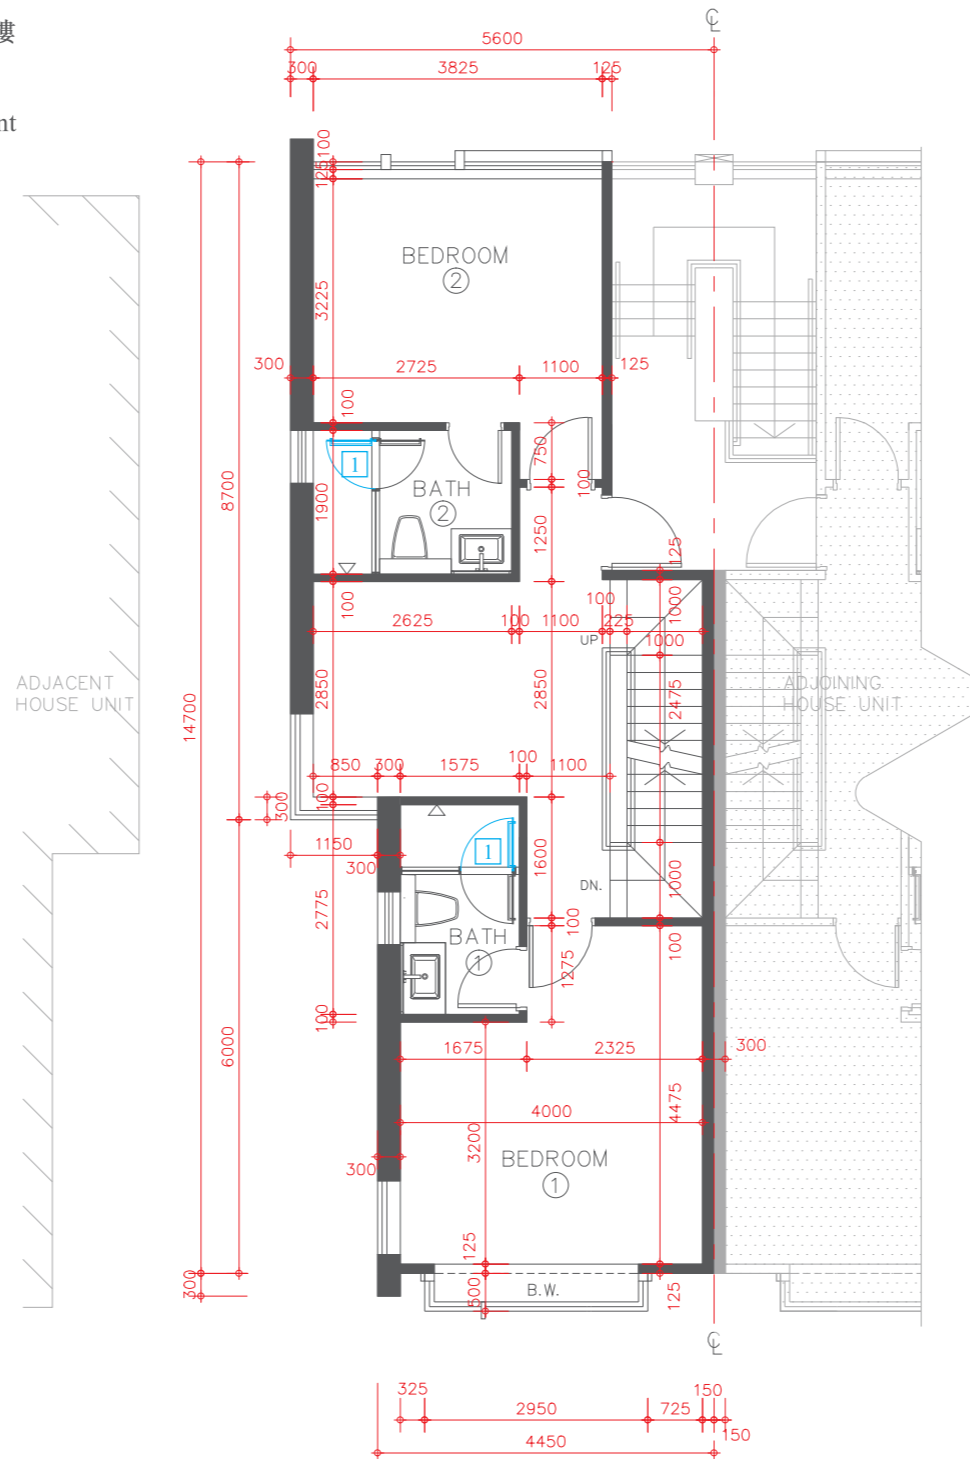 樓
nt
℄
5600
300 3825 125
100
125
BEDROOM
2
3225
300 2725 1100 125
100
750
1
BATH
2
100
8700
1900
1250
125
100
2625 100 1100 100 225
1000
UP
1000
ADJACENT
HOUSE UNIT
ADJOINING
HOUSE UNIT
14700
2850
2850
2475
850 300 1575 100 1100
100
300
1150
300
1
1600
2775
DN.
1000
BATH
1
100
100
1275
100
6000
1675 2325 300
4000
4475
3200
300
BEDROOM
1
125
300
500
B.W.
125
℄
325 150
2950 725
150
4450